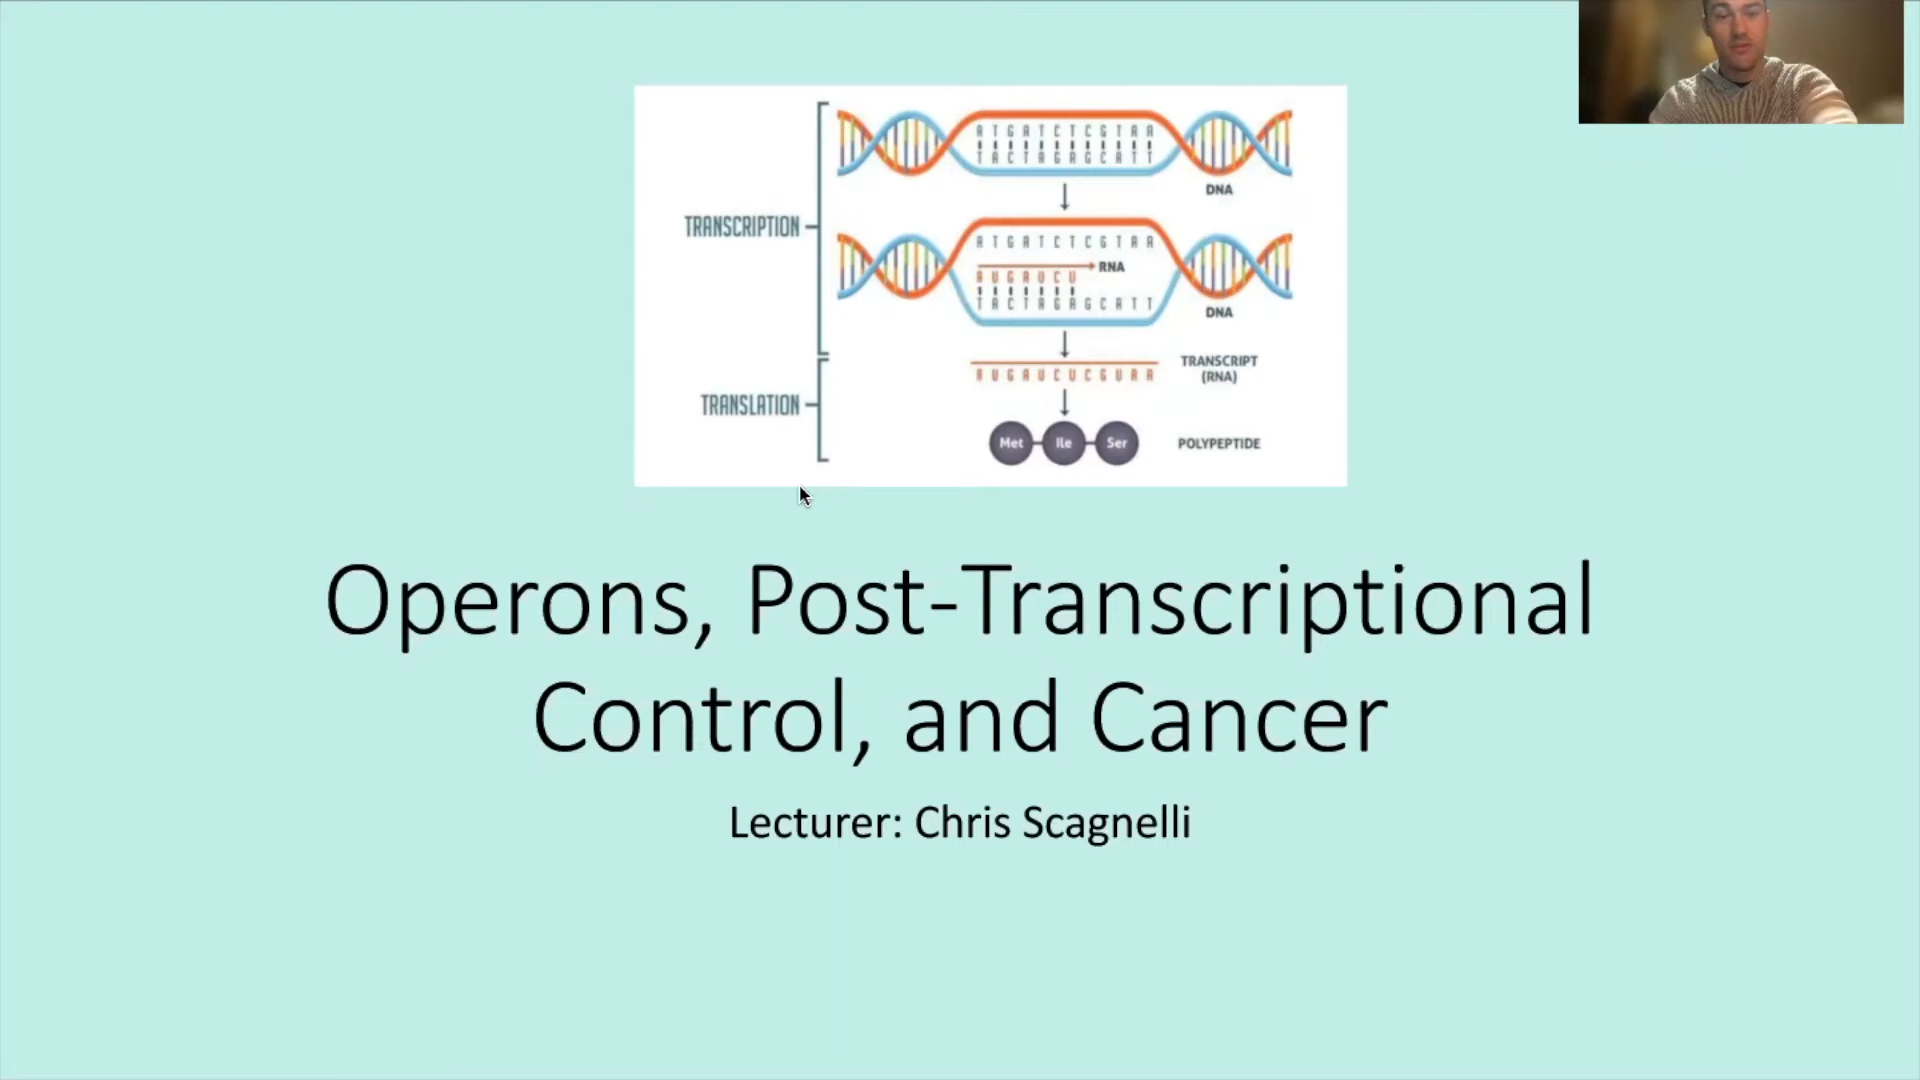 ATGATCTCGTAA
TACTAGAGCATT
DNA
TRANSCRIPTION
ATGATCTCGTAA
RNA
AUGAUCU
TACTAGAGCATT
DNA
TRANSCRIPT
(RNA)
AUGAUCUCGUAA
TRANSLATION
Met
Ile
Ser
POLYPEPTIDE
Operons, Post-Transcriptional
Control, and Cancer
Lecturer: Chris Scagnelli